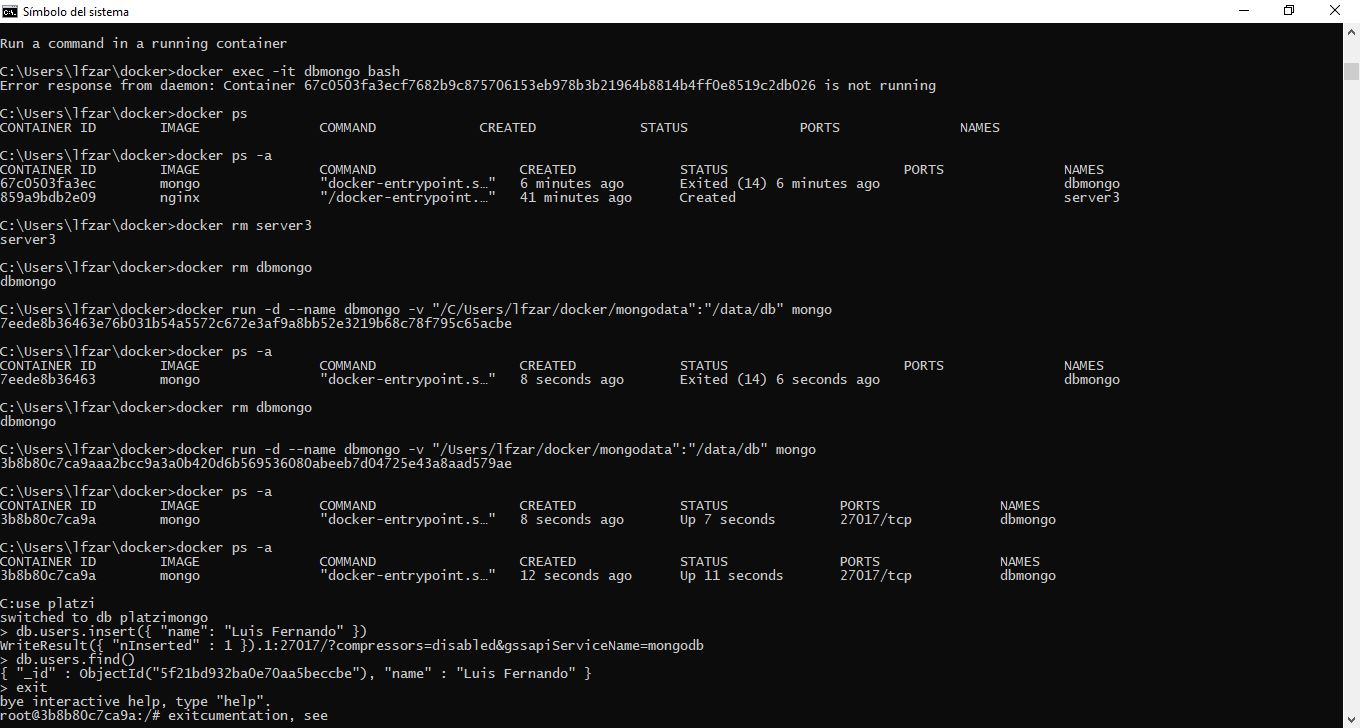 Símbolo del sistema
Run a command in a running container
C:\Users\lfzar\docker>docker exec -it dbmongo bash
Error response from daemon: Container 67c0503fa3ecf7682b9c875706153eb978b3b21964b8814b4ff0e8519c2db026 is not running
C:\Users\lfzar\docker>docker ps
CONTAINER ID        IMAGE               COMMAND             CREATED             STATUS              PORTS               NAMES
C:\Users\lfzar\docker>docker ps -a
CONTAINER ID        IMAGE               COMMAND                  CREATED             STATUS                      PORTS               NAMES
67c0503fa3ec        mongo               "docker-entrypoint.s…"   6 minutes ago       Exited (14) 6 minutes ago                       dbmongo
859a9bdb2e09        nginx               "/docker-entrypoint.…"   41 minutes ago      Created                                         server3
C:\Users\lfzar\docker>docker rm server3
server3
C:\Users\lfzar\docker>docker rm dbmongo
dbmongo
C:\Users\lfzar\docker>docker run -d --name dbmongo -v "/C/Users/lfzar/docker/mongodata":"/data/db" mongo
7eede8b36463e76b031b54a5572c672e3af9a8bb52e3219b68c78f795c65acbe
C:\Users\lfzar\docker>docker ps -a
CONTAINER ID        IMAGE               COMMAND                  CREATED             STATUS                      PORTS               NAMES
7eede8b36463        mongo               "docker-entrypoint.s…"   8 seconds ago       Exited (14) 6 seconds ago                       dbmongo
C:\Users\lfzar\docker>docker rm dbmongo
dbmongo
C:\Users\lfzar\docker>docker run -d --name dbmongo -v "/Users/lfzar/docker/mongodata":"/data/db" mongo
3b8b80c7ca9aaa2bcc9a3a0b420d6b569536080abeeb7d04725e43a8aad579ae
C:\Users\lfzar\docker>docker ps -a
CONTAINER ID        IMAGE               COMMAND                  CREATED             STATUS              PORTS               NAMES
3b8b80c7ca9a        mongo               "docker-entrypoint.s…"   8 seconds ago       Up 7 seconds        27017/tcp           dbmongo
C:\Users\lfzar\docker>docker ps -a
CONTAINER ID        IMAGE               COMMAND                  CREATED             STATUS              PORTS               NAMES
3b8b80c7ca9a        mongo               "docker-entrypoint.s…"   12 seconds ago      Up 11 seconds       27017/tcp           dbmongo
C:use platzi
switched to db platzimongo
> db.users.insert({ "name": "Luis Fernando" })
WriteResult({ "nInserted" : 1 }).1:27017/?compressors=disabled&gssapiServiceName=mongodb
> db.users.find()
{ "_id" : ObjectId("5f21bd932ba0e70aa5beccbe"), "name" : "Luis Fernando" }
> exit
bye interactive help, type "help".
root@3b8b80c7ca9a:/# exitcumentation, see